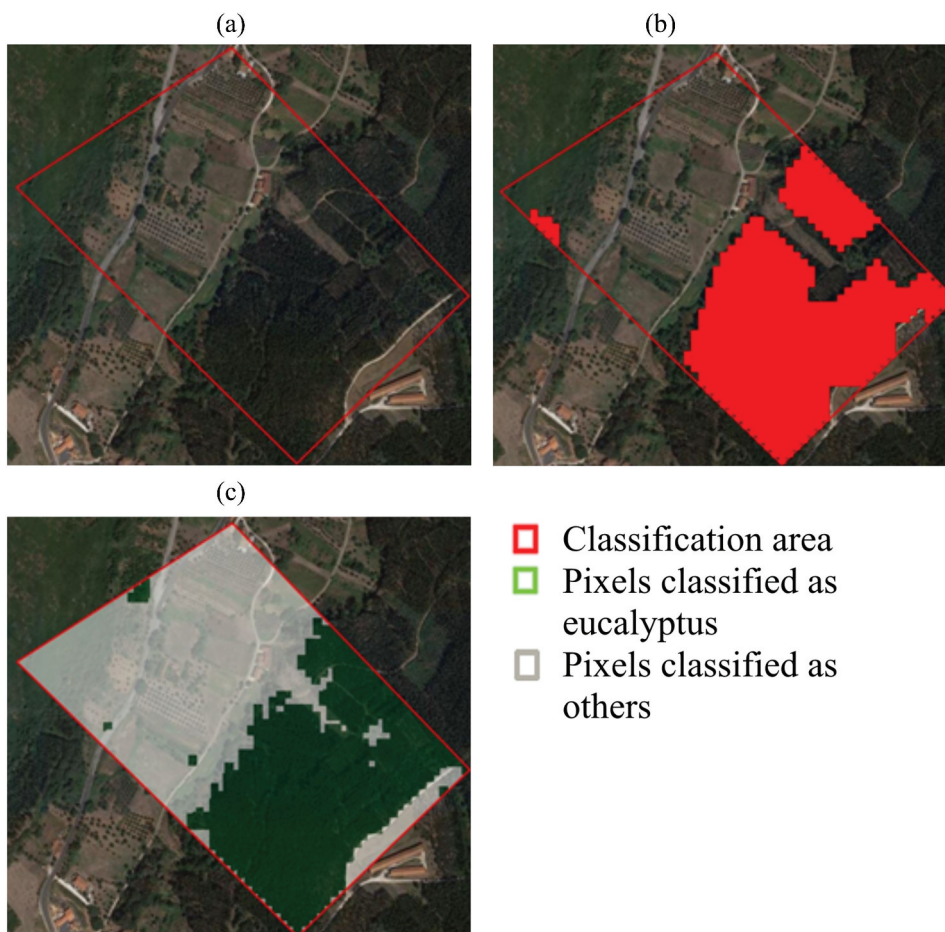 (a)
(b)
(c)
Classification area
Pixels classified as
eucalyptus
Pixels classified as
others